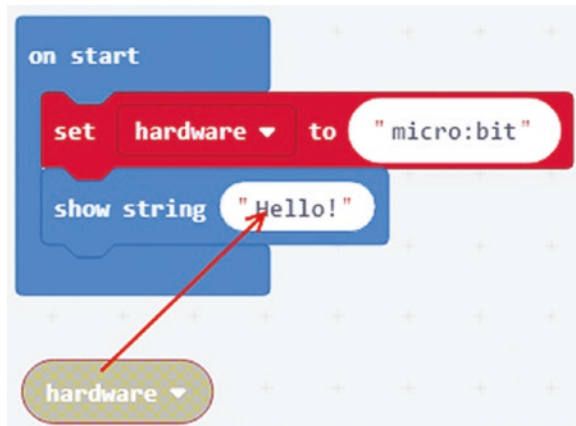 on start
set hardware to "micro:bit"
show string "Hello!"
hardware